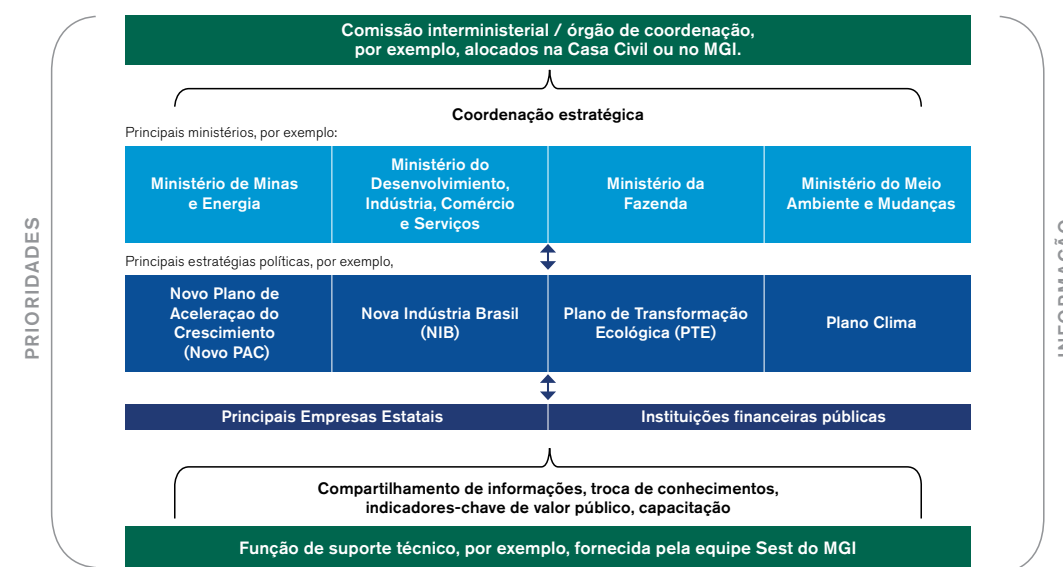 Comissão interministerial / órgão de coordenação,
por exemplo, alocados na Casa Civil ou no MGI.
Coordenação estratégica
Principais ministérios, por exemplo:
Ministério de Minas
e Energia
Ministério do
Desenvolvimiento,
Indústria, Comércio
e Serviços
Ministério da
Fazenda
Ministério do Meio
Ambiente e Mudanças
PRIORIDADES
Principais estratégias políticas, por exemplo,
Novo Plano de
Aceleraçao do
Crescimiento
(Novo PAC)
Nova Indústria Brasil
(NIB)
Plano de Transformação
Ecológica (PTE)
Plano Clima
Principais Empresas Estatais
Instituições financeiras públicas
Compartilhamento de informações, troca de conhecimentos,
indicadores-chave de valor público, capacitação
Função de suporte técnico, por exemplo, fornecida pela equipe Sest do MGI